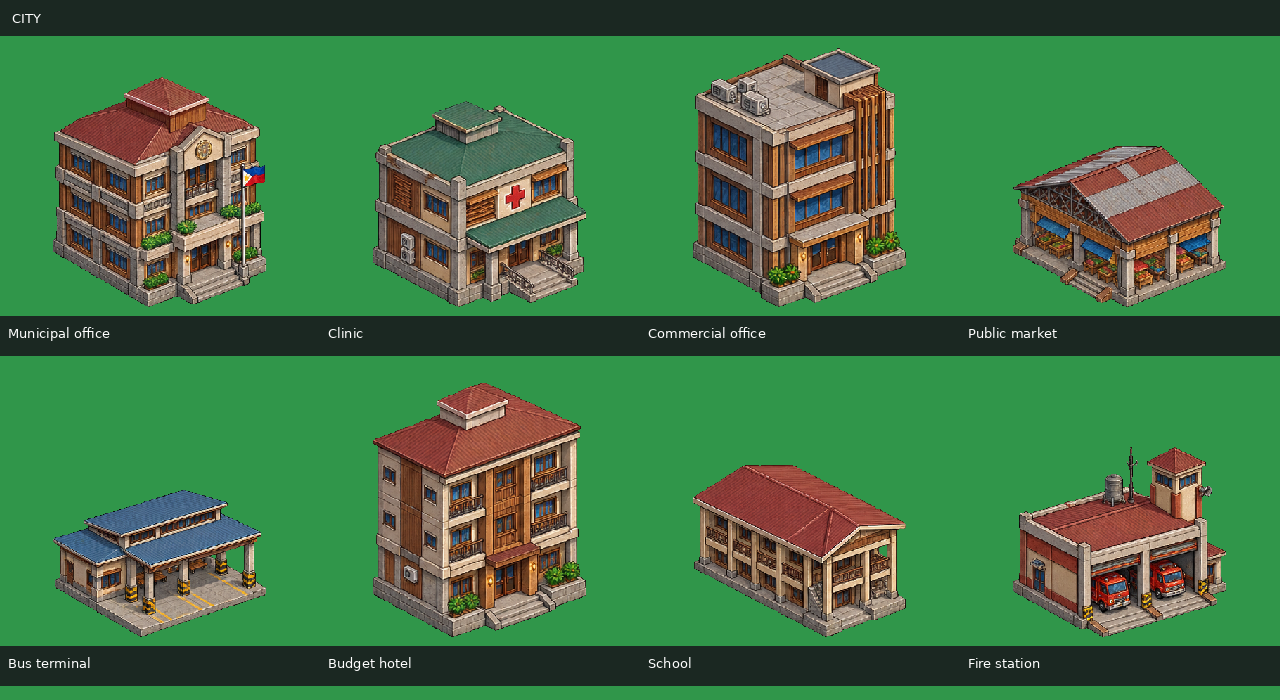 CITY
Municipal office
Clinic
Commercial office
Public market
Bus terminal
Budget hotel
School
Fire station